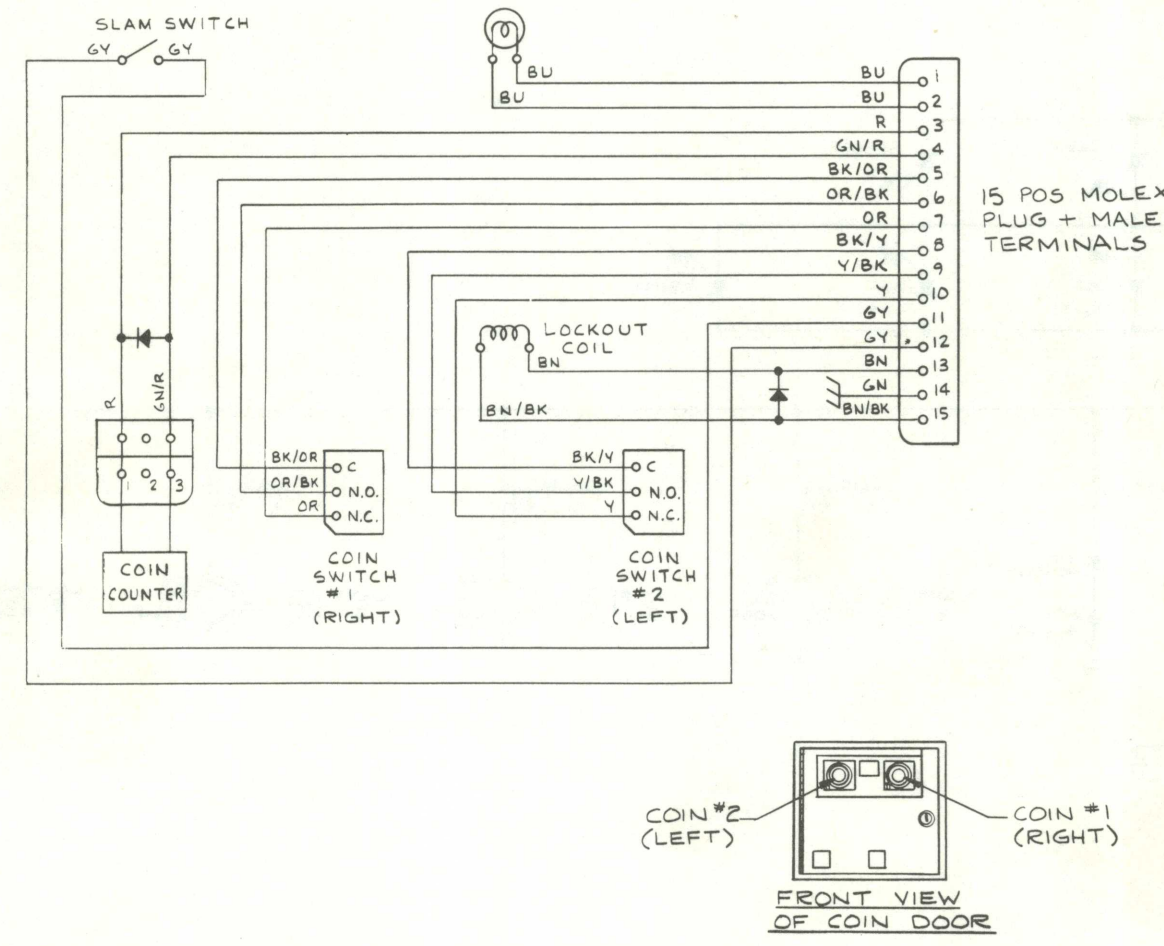 SLAM SWITCH
GY GY
BU BU 1
BU BU 2
R 3
GN/R 4
BK/OR 5
OR/BK 6
OR 7
BK/Y 8
Y/BK 9
Y 10
GY 11
GY 12
BN 13
GN 14
BN/BK 15
15 POS MOLEX
PLUG + MALE
TERMINALS
LOCKOUT
COIL
BN
BN/BK
R GN/R
1 2 3
COIN
COUNTER
BK/OR C
OR/BK N.O.
OR N.C.
COIN
SWITCH
# 1
(RIGHT)
BK/Y C
Y/BK N.O.
Y N.C.
COIN
SWITCH
# 2
(LEFT)
COIN #2
(LEFT)
COIN #1
(RIGHT)
FRONT VIEW
OF COIN DOOR